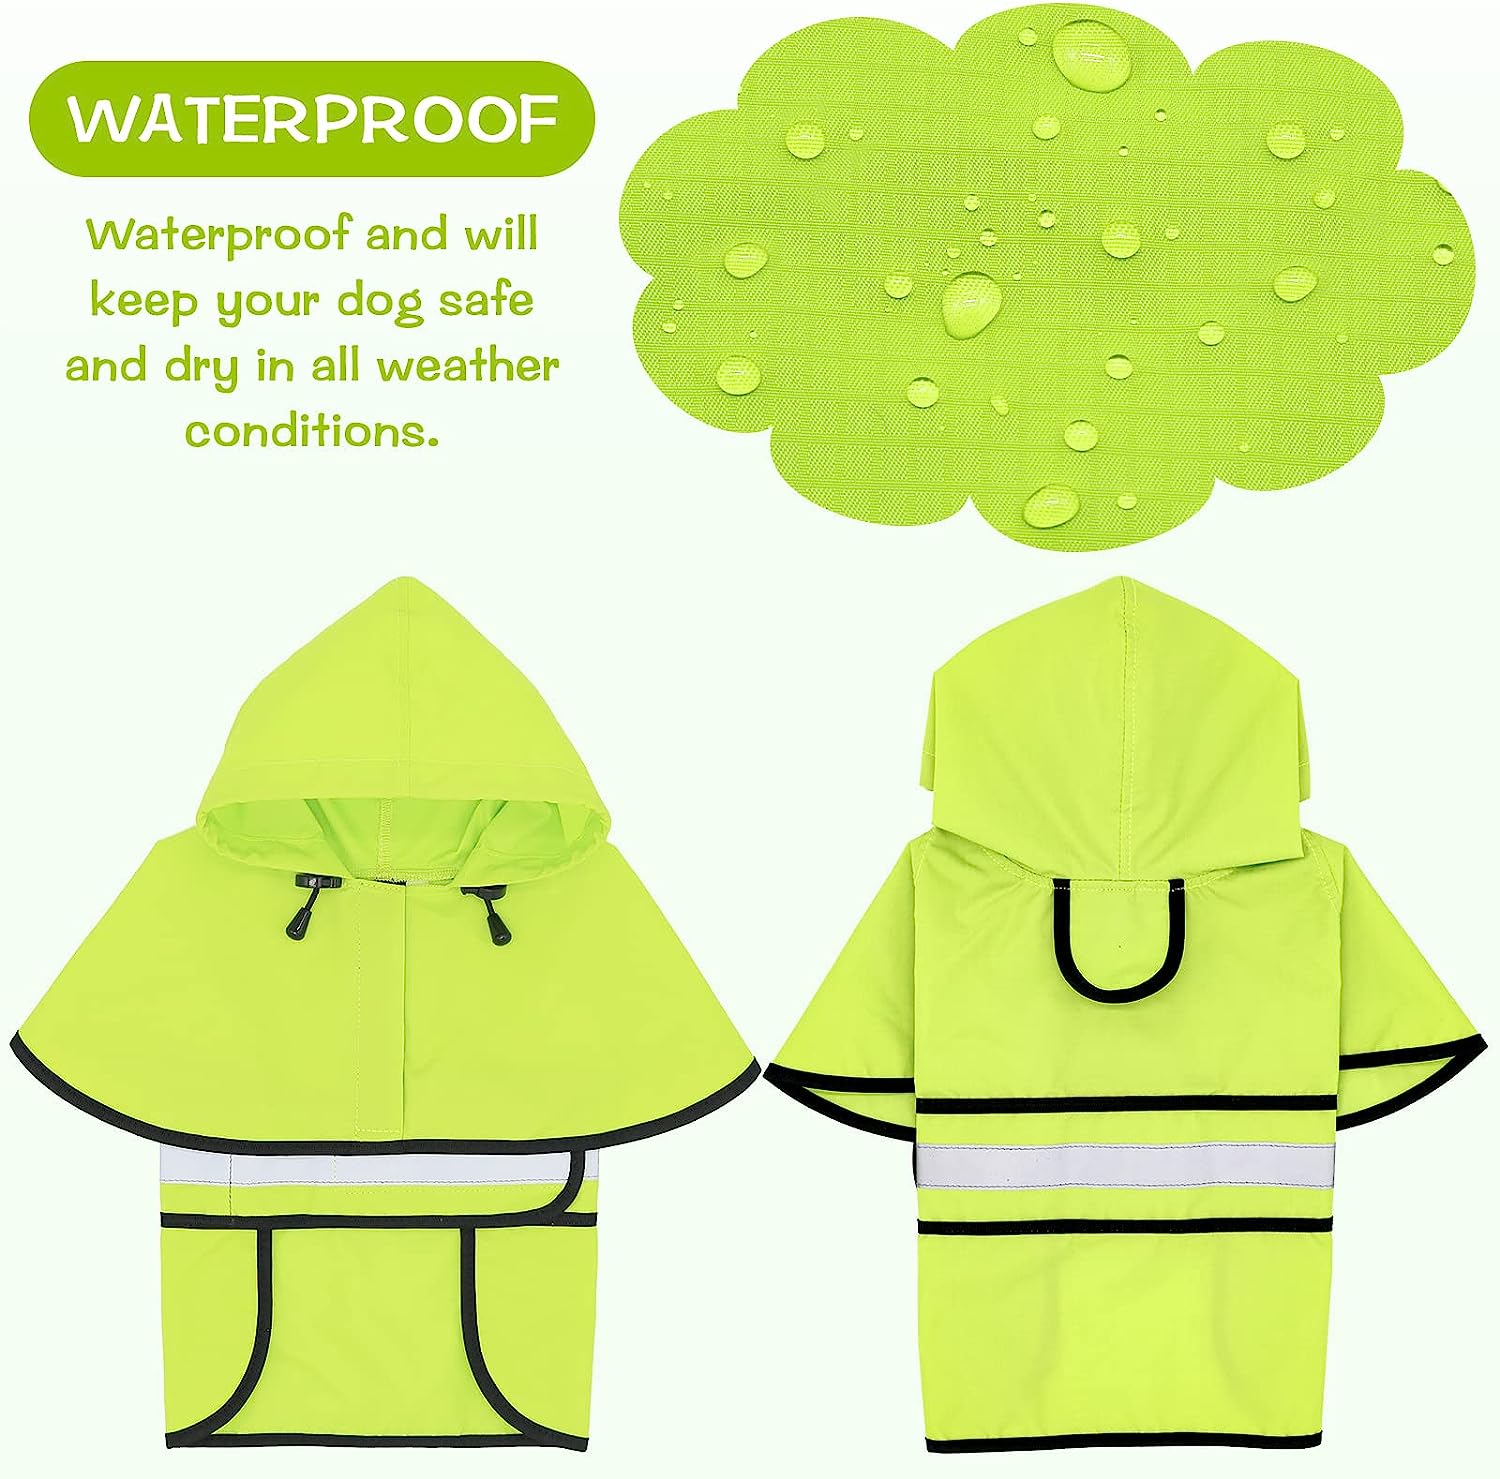 WATERPROOF
Waterproof and will
keep your dog safe
and dry in all weather
conditions.